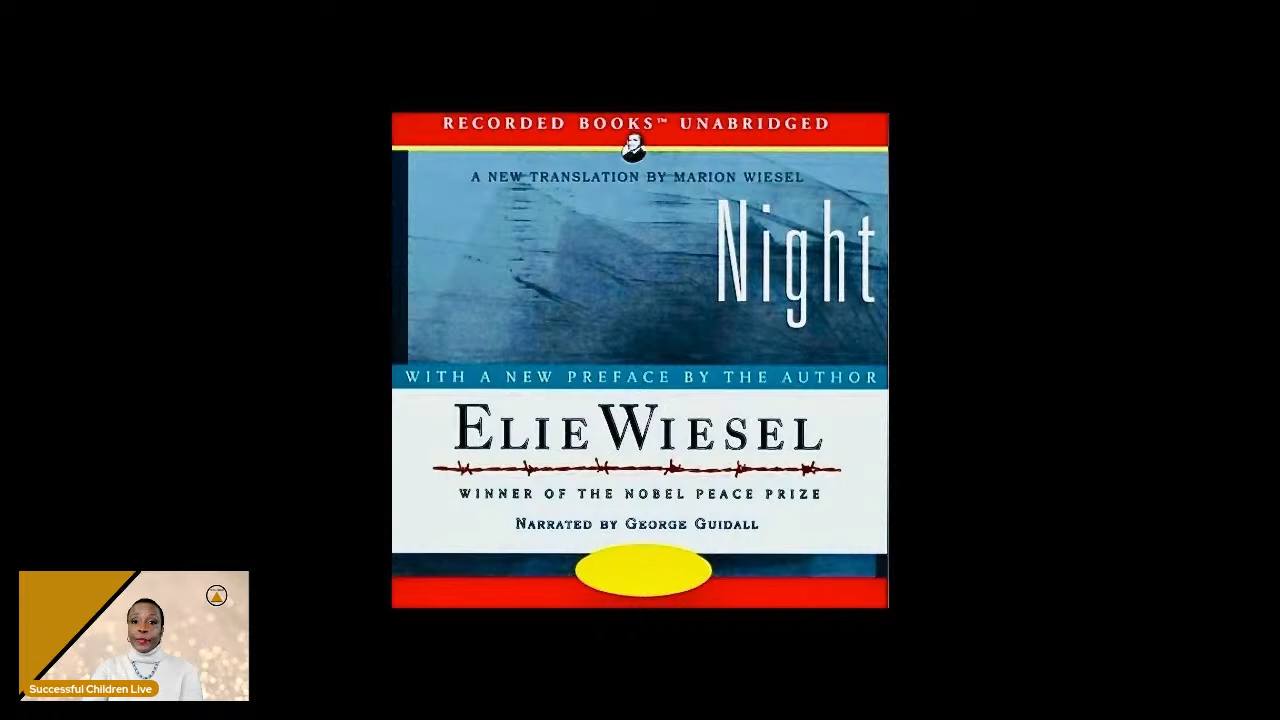 RECORDED BOOKS™ UNABRIDGED
A NEW TRANSLATION BY MARION WIESEL
Night
WITH A NEW PREFACE BY THE AUTHOR
ELIE WIESEL
WINNER OF THE NOBEL PEACE PRIZE
NARRATED BY GEORGE GUIDALL
Successful Children Live